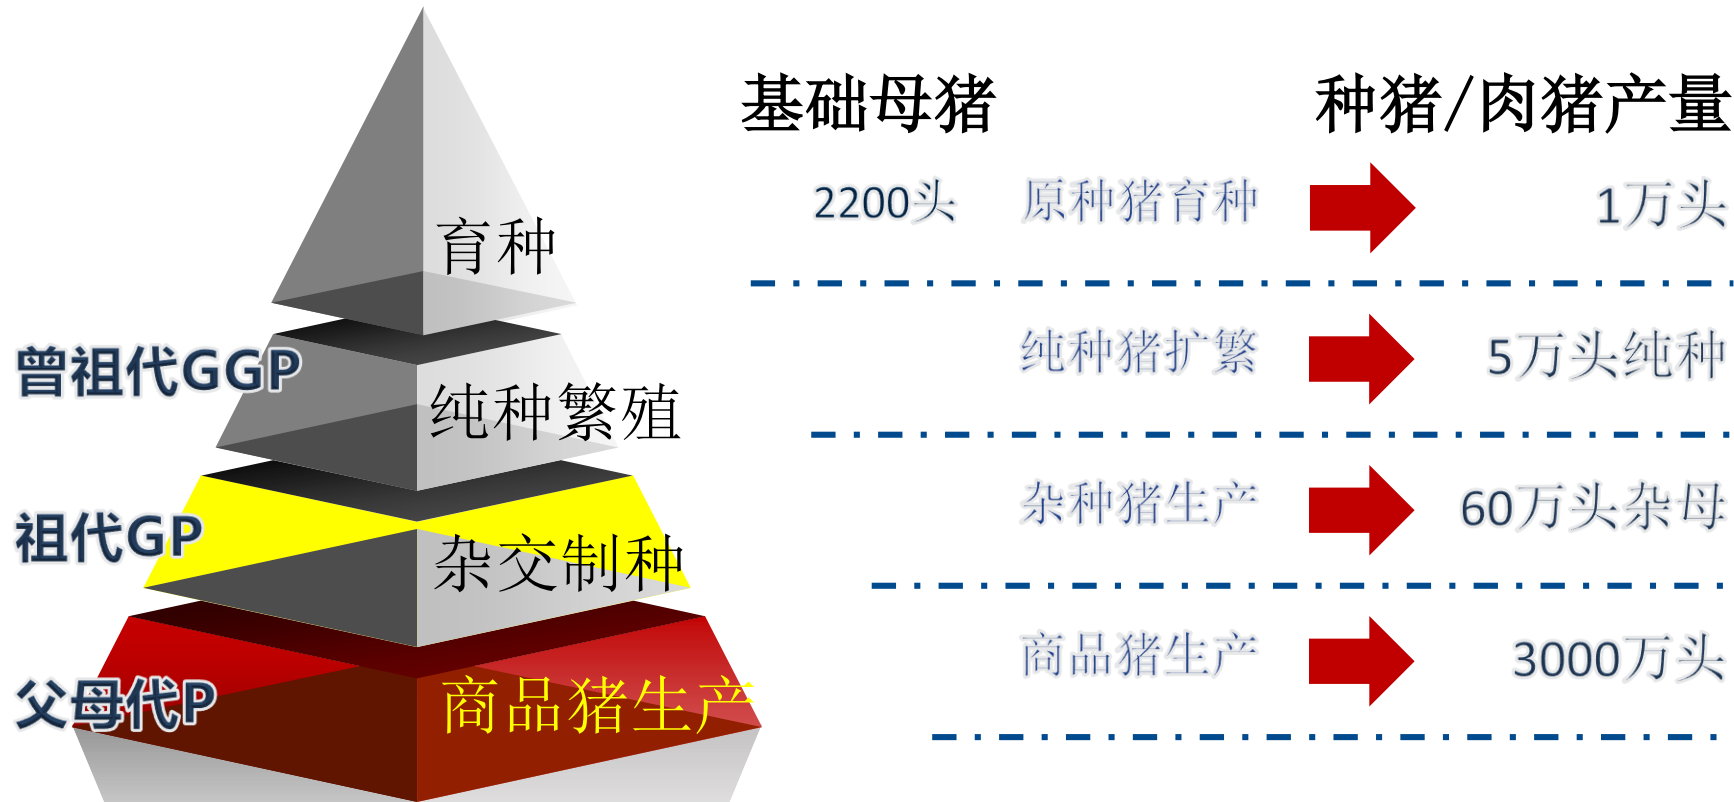 基础母猪 种猪/肉猪产量
育种 2200头 原种猪育种 1万头
曾祖代GGP 纯种繁殖 纯种猪扩繁 5万头纯种
祖代GP 杂交制种 杂种猪生产 60万头杂母
父母代P 商品猪生产 商品猪生产 3000万头